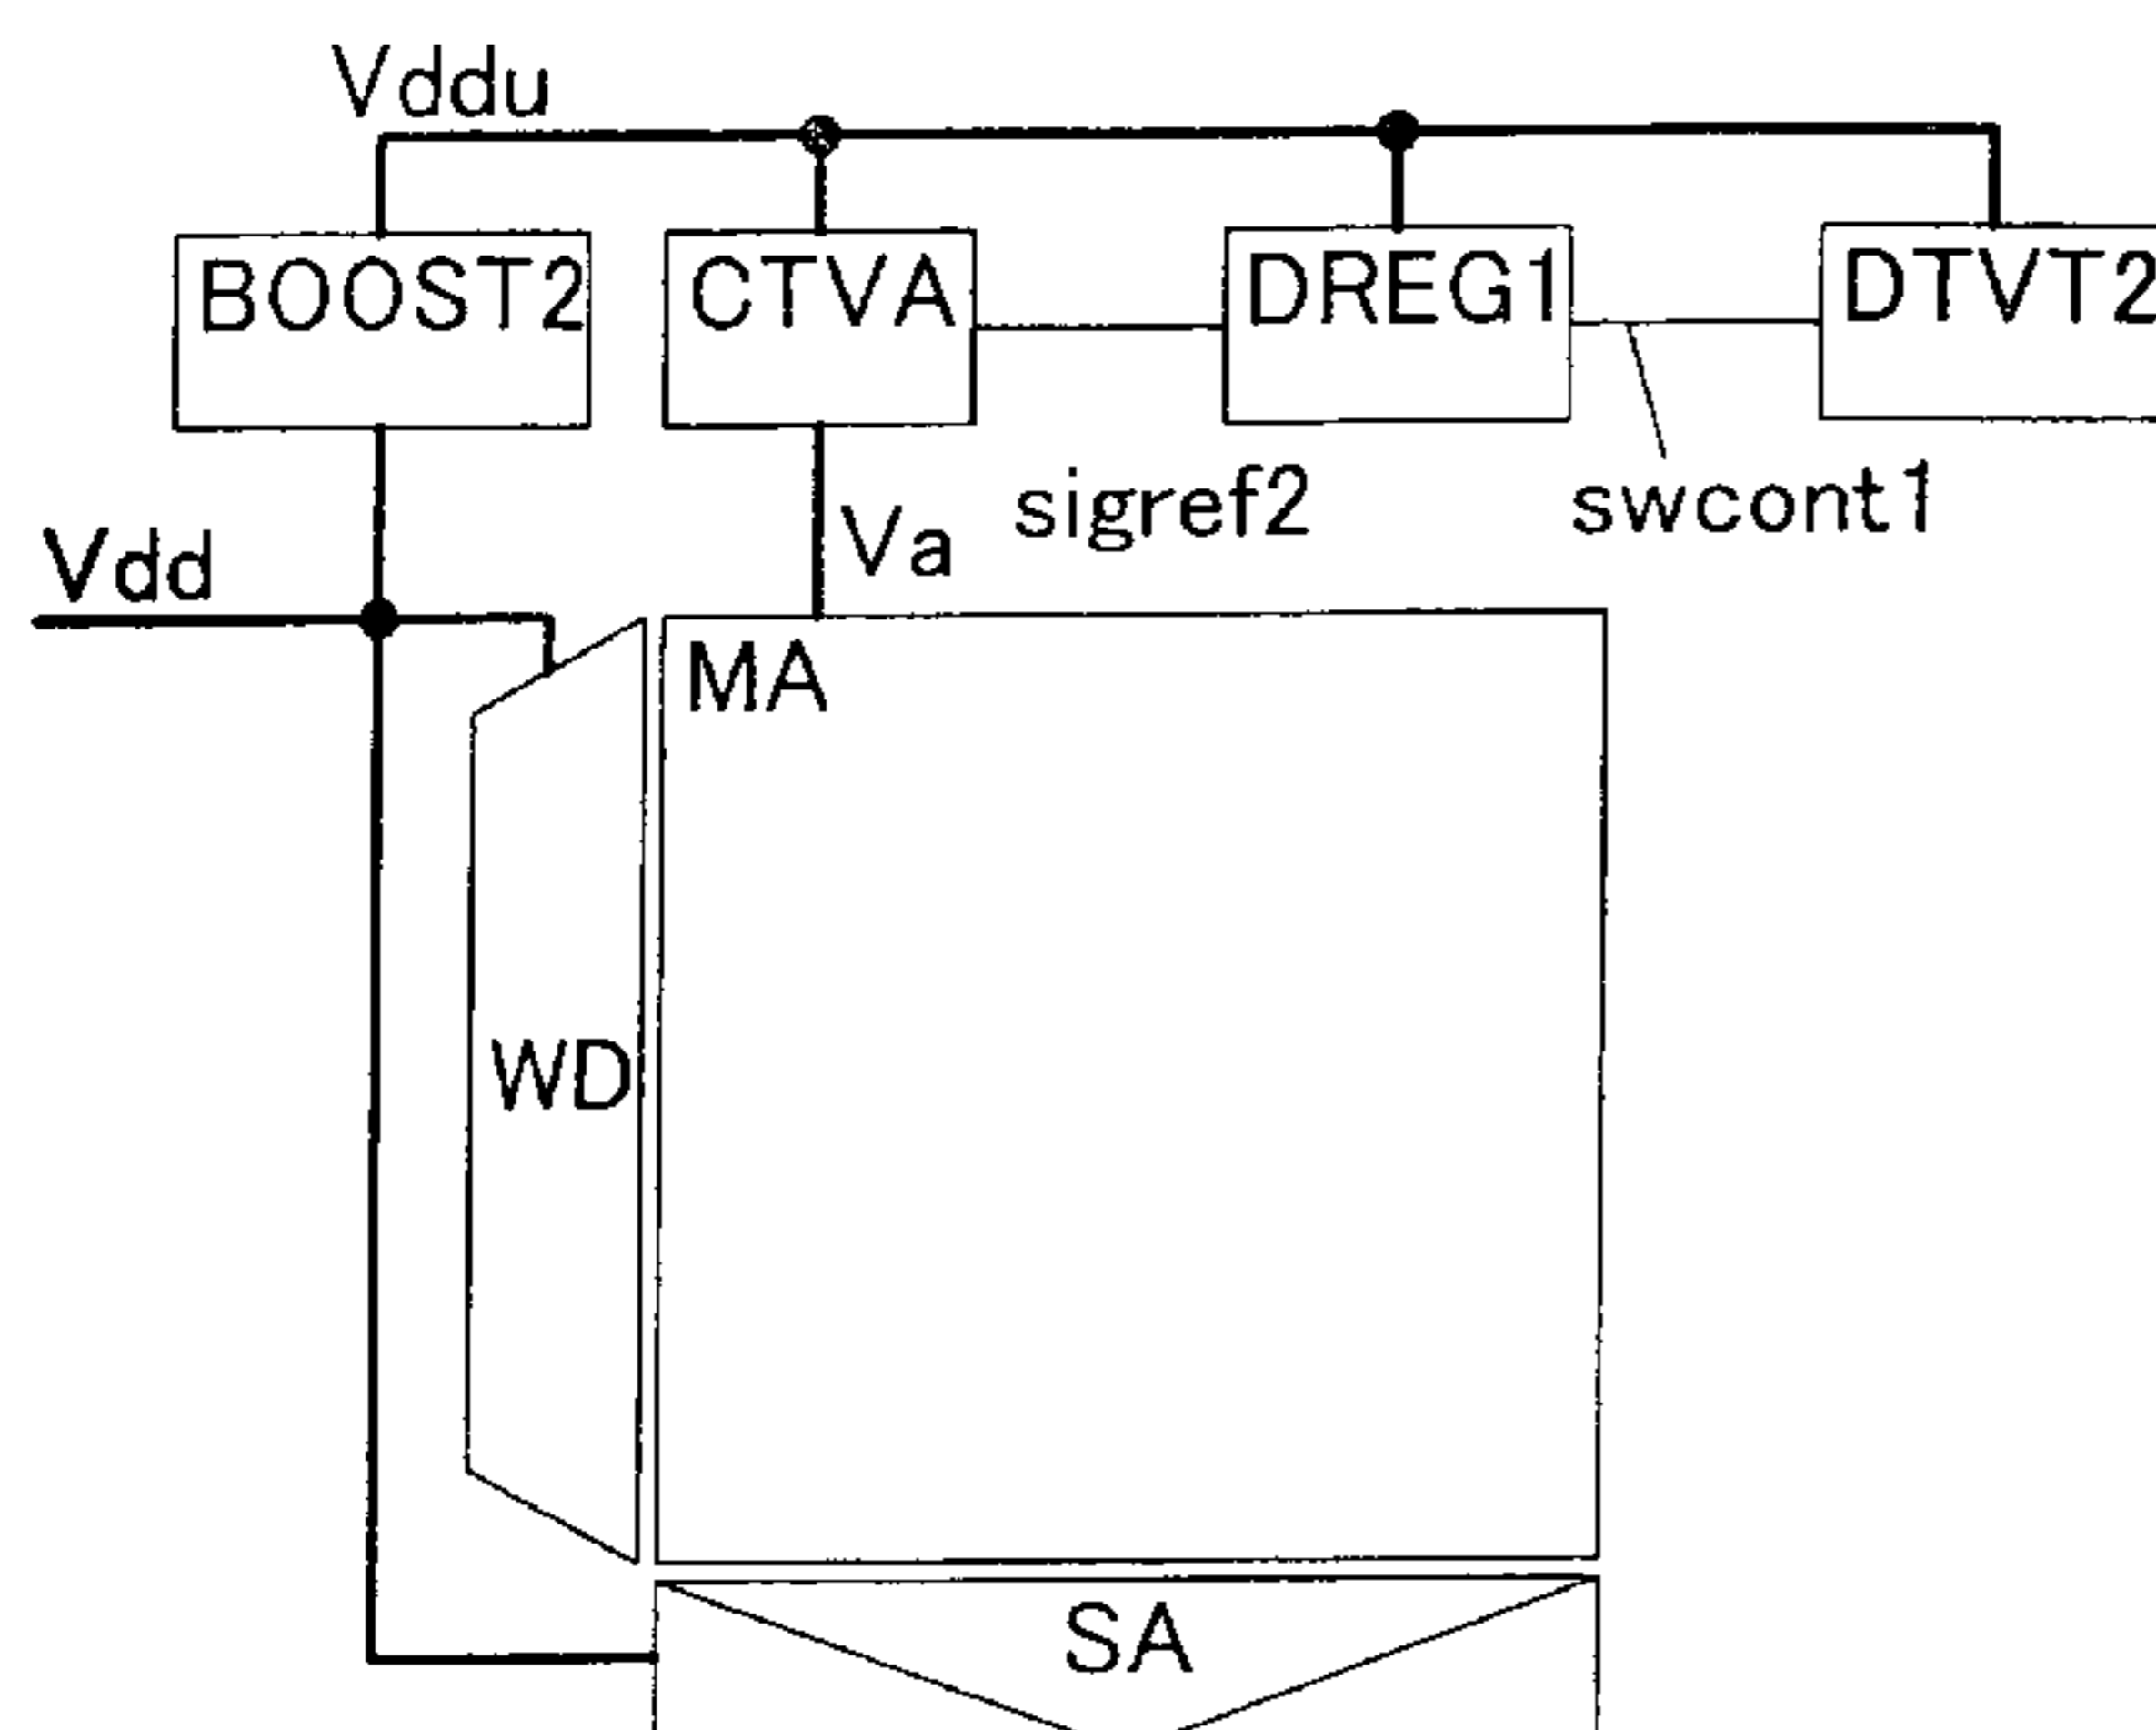 Vddu
BOOST2
CTVA
DREG1
DTVT2
sigref2
swcont1
Va
Vdd
MA
WD
SA